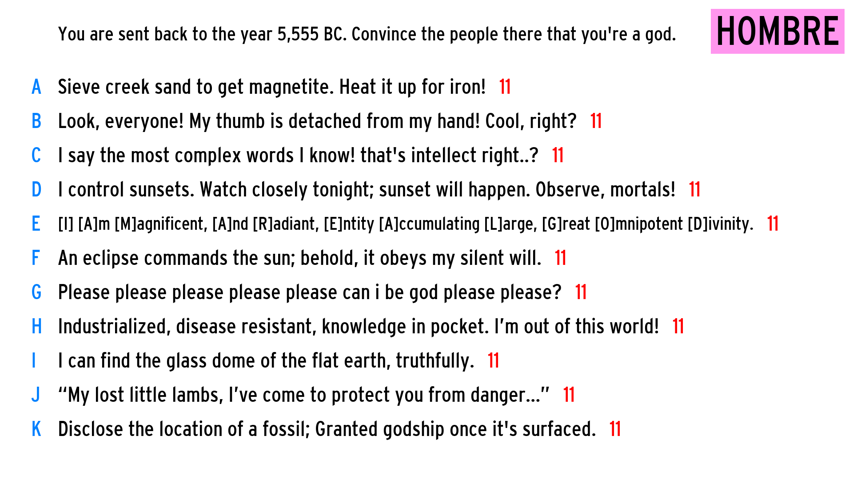 You are sent back to the year 5,555 BC. Convince the people there that you're a god.
HOMBRE
A Sieve creek sand to get magnetite. Heat it up for iron! 11
B Look, everyone! My thumb is detached from my hand! Cool, right? 11
C I say the most complex words I know! that's intellect right..? 11
D I control sunsets. Watch closely tonight; sunset will happen. Observe, mortals! 11
E [I] [A]m [M]agnificent, [A]nd [R]adiant, [E]ntity [A]ccumulating [L]arge, [G]reat [O]mnipotent [D]ivinity. 11
F An eclipse commands the sun; behold, it obeys my silent will. 11
G Please please please please please can i be god please please? 11
H Industrialized, disease resistant, knowledge in pocket. I’m out of this world! 11
I I can find the glass dome of the flat earth, truthfully. 11
J “My lost little lambs, I’ve come to protect you from danger...” 11
K Disclose the location of a fossil; Granted godship once it's surfaced. 11